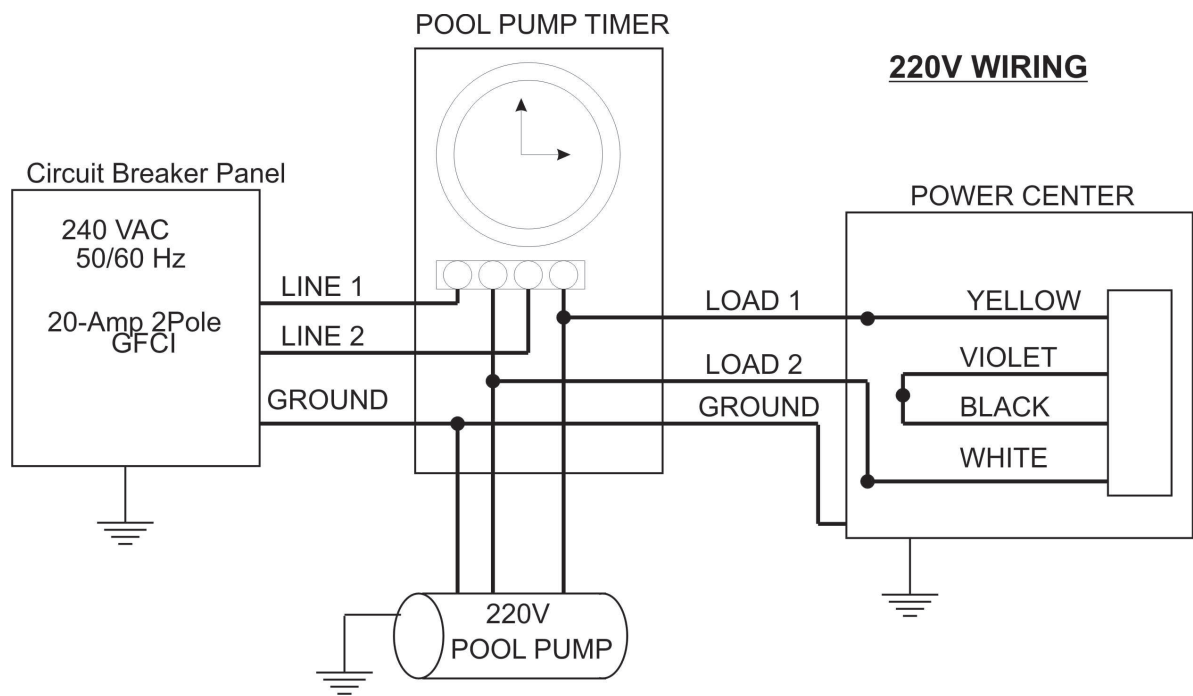 POOL PUMP TIMER
220V WIRING
Circuit Breaker Panel
240 VAC
50/60 Hz
20-Amp 2Pole
GFCI
LINE 1
LINE 2
GROUND
LOAD 1
LOAD 2
GROUND
POWER CENTER
YELLOW
VIOLET
BLACK
WHITE
220V
POOL PUMP